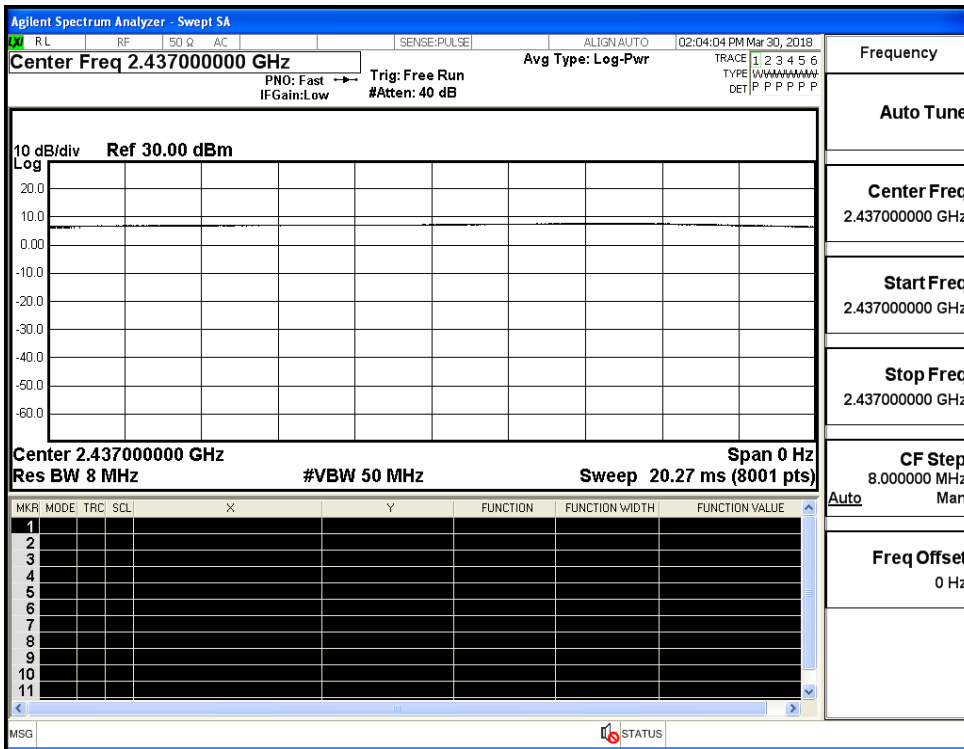 Agilent Spectrum Analyzer - Swept SA
LXI RL RF 50 Ω AC SENSE:PULSE ALIGN AUTO 02:04:04 PM Mar 30, 2018
Center Freq 2.437000000 GHz
PNO: Fast
IFGain:Low
Trig: Free Run
#Atten: 40 dB
Avg Type: Log-Pwr
TRACE 1 2 3 4 5 6
TYPE
DET P P P P P P
10 dB/div Ref 30.00 dBm
Log
20.0
10.0
0.00
-10.0
-20.0
-30.0
-40.0
-50.0
-60.0
Center 2.437000000 GHz Span 0 Hz
Res BW 8 MHz #VBW 50 MHz Sweep 20.27 ms (8001 pts)
MKR MODE TRC SCL X Y FUNCTION FUNCTION WIDTH FUNCTION VALUE
1
2
3
4
5
6
7
8
9
10
11
MSG STATUS
Frequency
Auto Tune
Center Freq
2.437000000 GHz
Start Freq
2.437000000 GHz
Stop Freq
2.437000000 GHz
CF Step
8.000000 MHz
Auto Man
Freq Offset
0 Hz